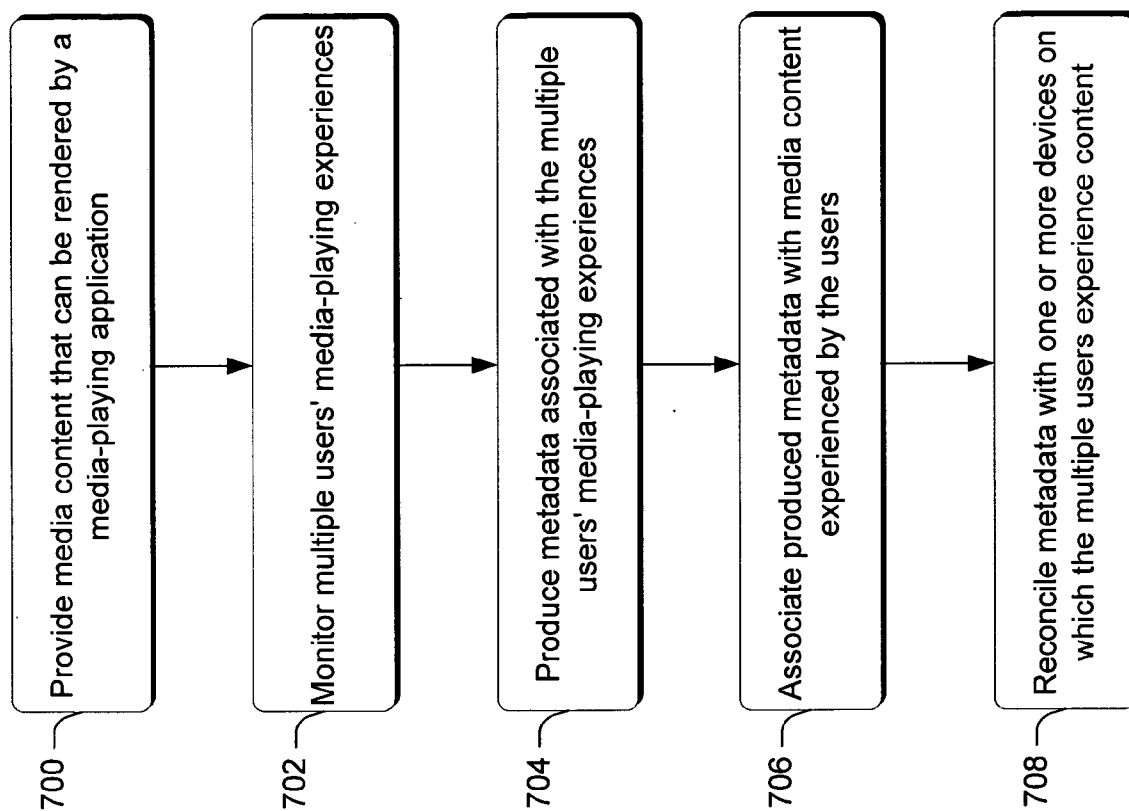 700
Provide media content that can be rendered by a
media-playing application
702
Monitor multiple users' media-playing experiences
704
Produce metadata associated with the multiple
users' media-playing experiences
706
Associate produced metadata with media content
experienced by the users
708
Reconcile metadata with one or more devices on
which the multiple users experience content